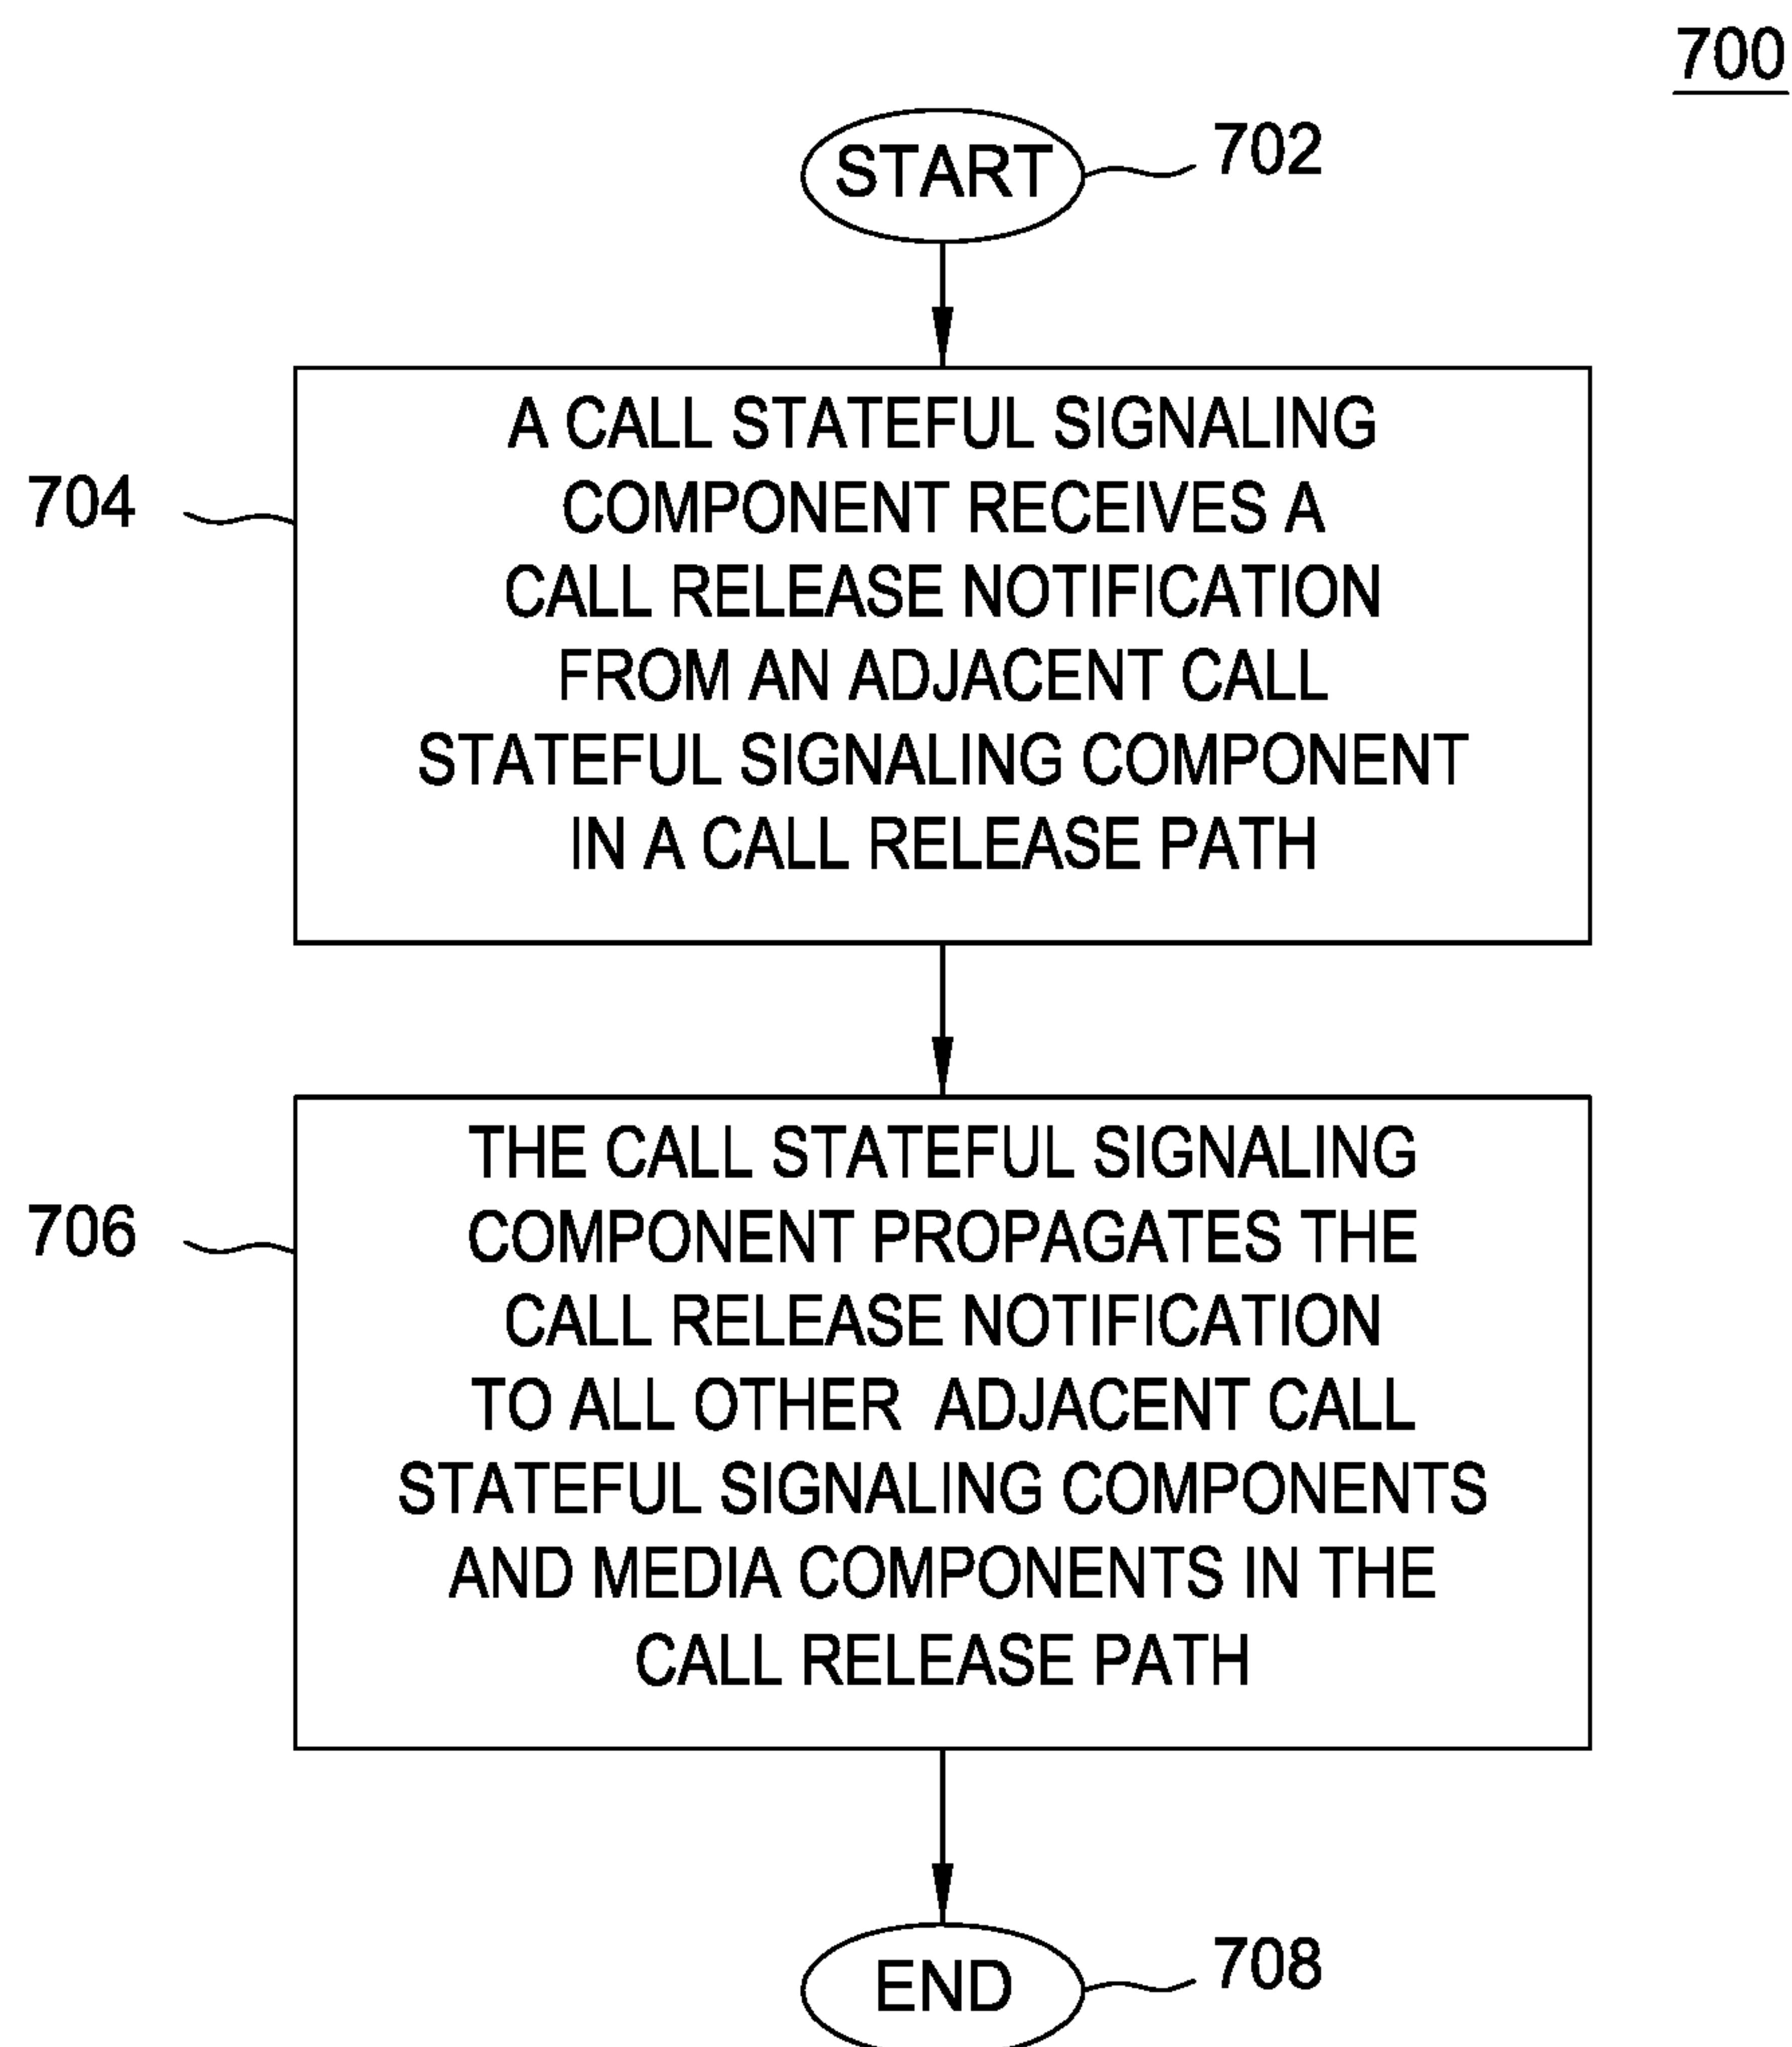 700
START
702
A CALL STATEFUL SIGNALING
COMPONENT RECEIVES A
CALL RELEASE NOTIFICATION
FROM AN ADJACENT CALL
STATEFUL SIGNALING COMPONENT
IN A CALL RELEASE PATH
704
THE CALL STATEFUL SIGNALING
COMPONENT PROPAGATES THE
CALL RELEASE NOTIFICATION
TO ALL OTHER ADJACENT CALL
STATEFUL SIGNALING COMPONENTS
AND MEDIA COMPONENTS IN THE
CALL RELEASE PATH
706
END
708